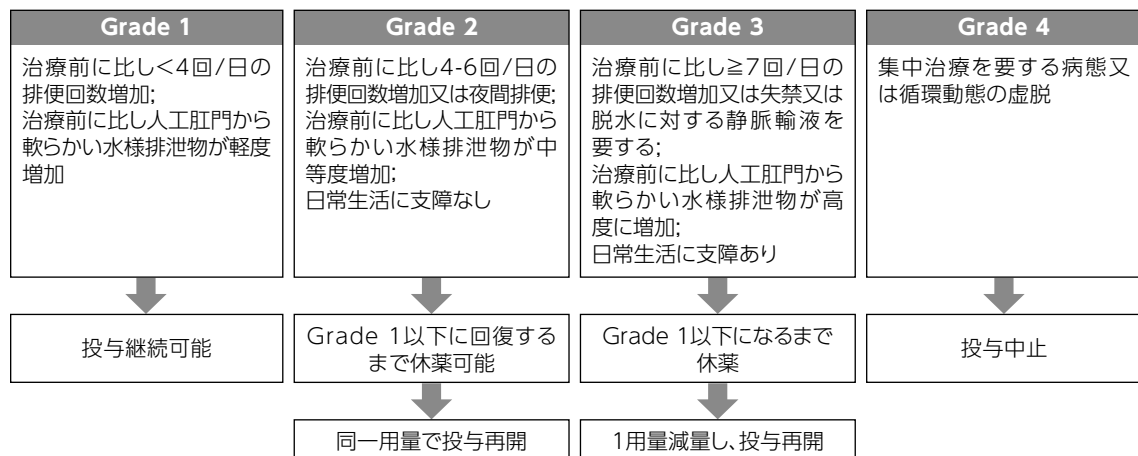 Grade 1
治療前に比し<4回/日の
排便回数増加;
治療前に比し人工肛門から
軟らかい水様排泄物が軽度
増加
投与継続可能
Grade 2
治療前に比し4-6回/日の
排便回数増加又は夜間排便;
治療前に比し人工肛門から
軟らかい水様排泄物が中
等度増加;
日常生活に支障なし
Grade 1以下に回復する
まで休薬可能
同一用量で投与再開
Grade 3
治療前に比し≧7回/日の
排便回数増加又は失禁又は
脱水に対する静脈輸液を
要する;
治療前に比し人工肛門から
軟らかい水様排泄物が高
度に増加;
日常生活に支障あり
Grade 1以下になるまで
休薬
1用量減量し、投与再開
Grade 4
集中治療を要する病態又
は循環動態の虚脱
投与中止